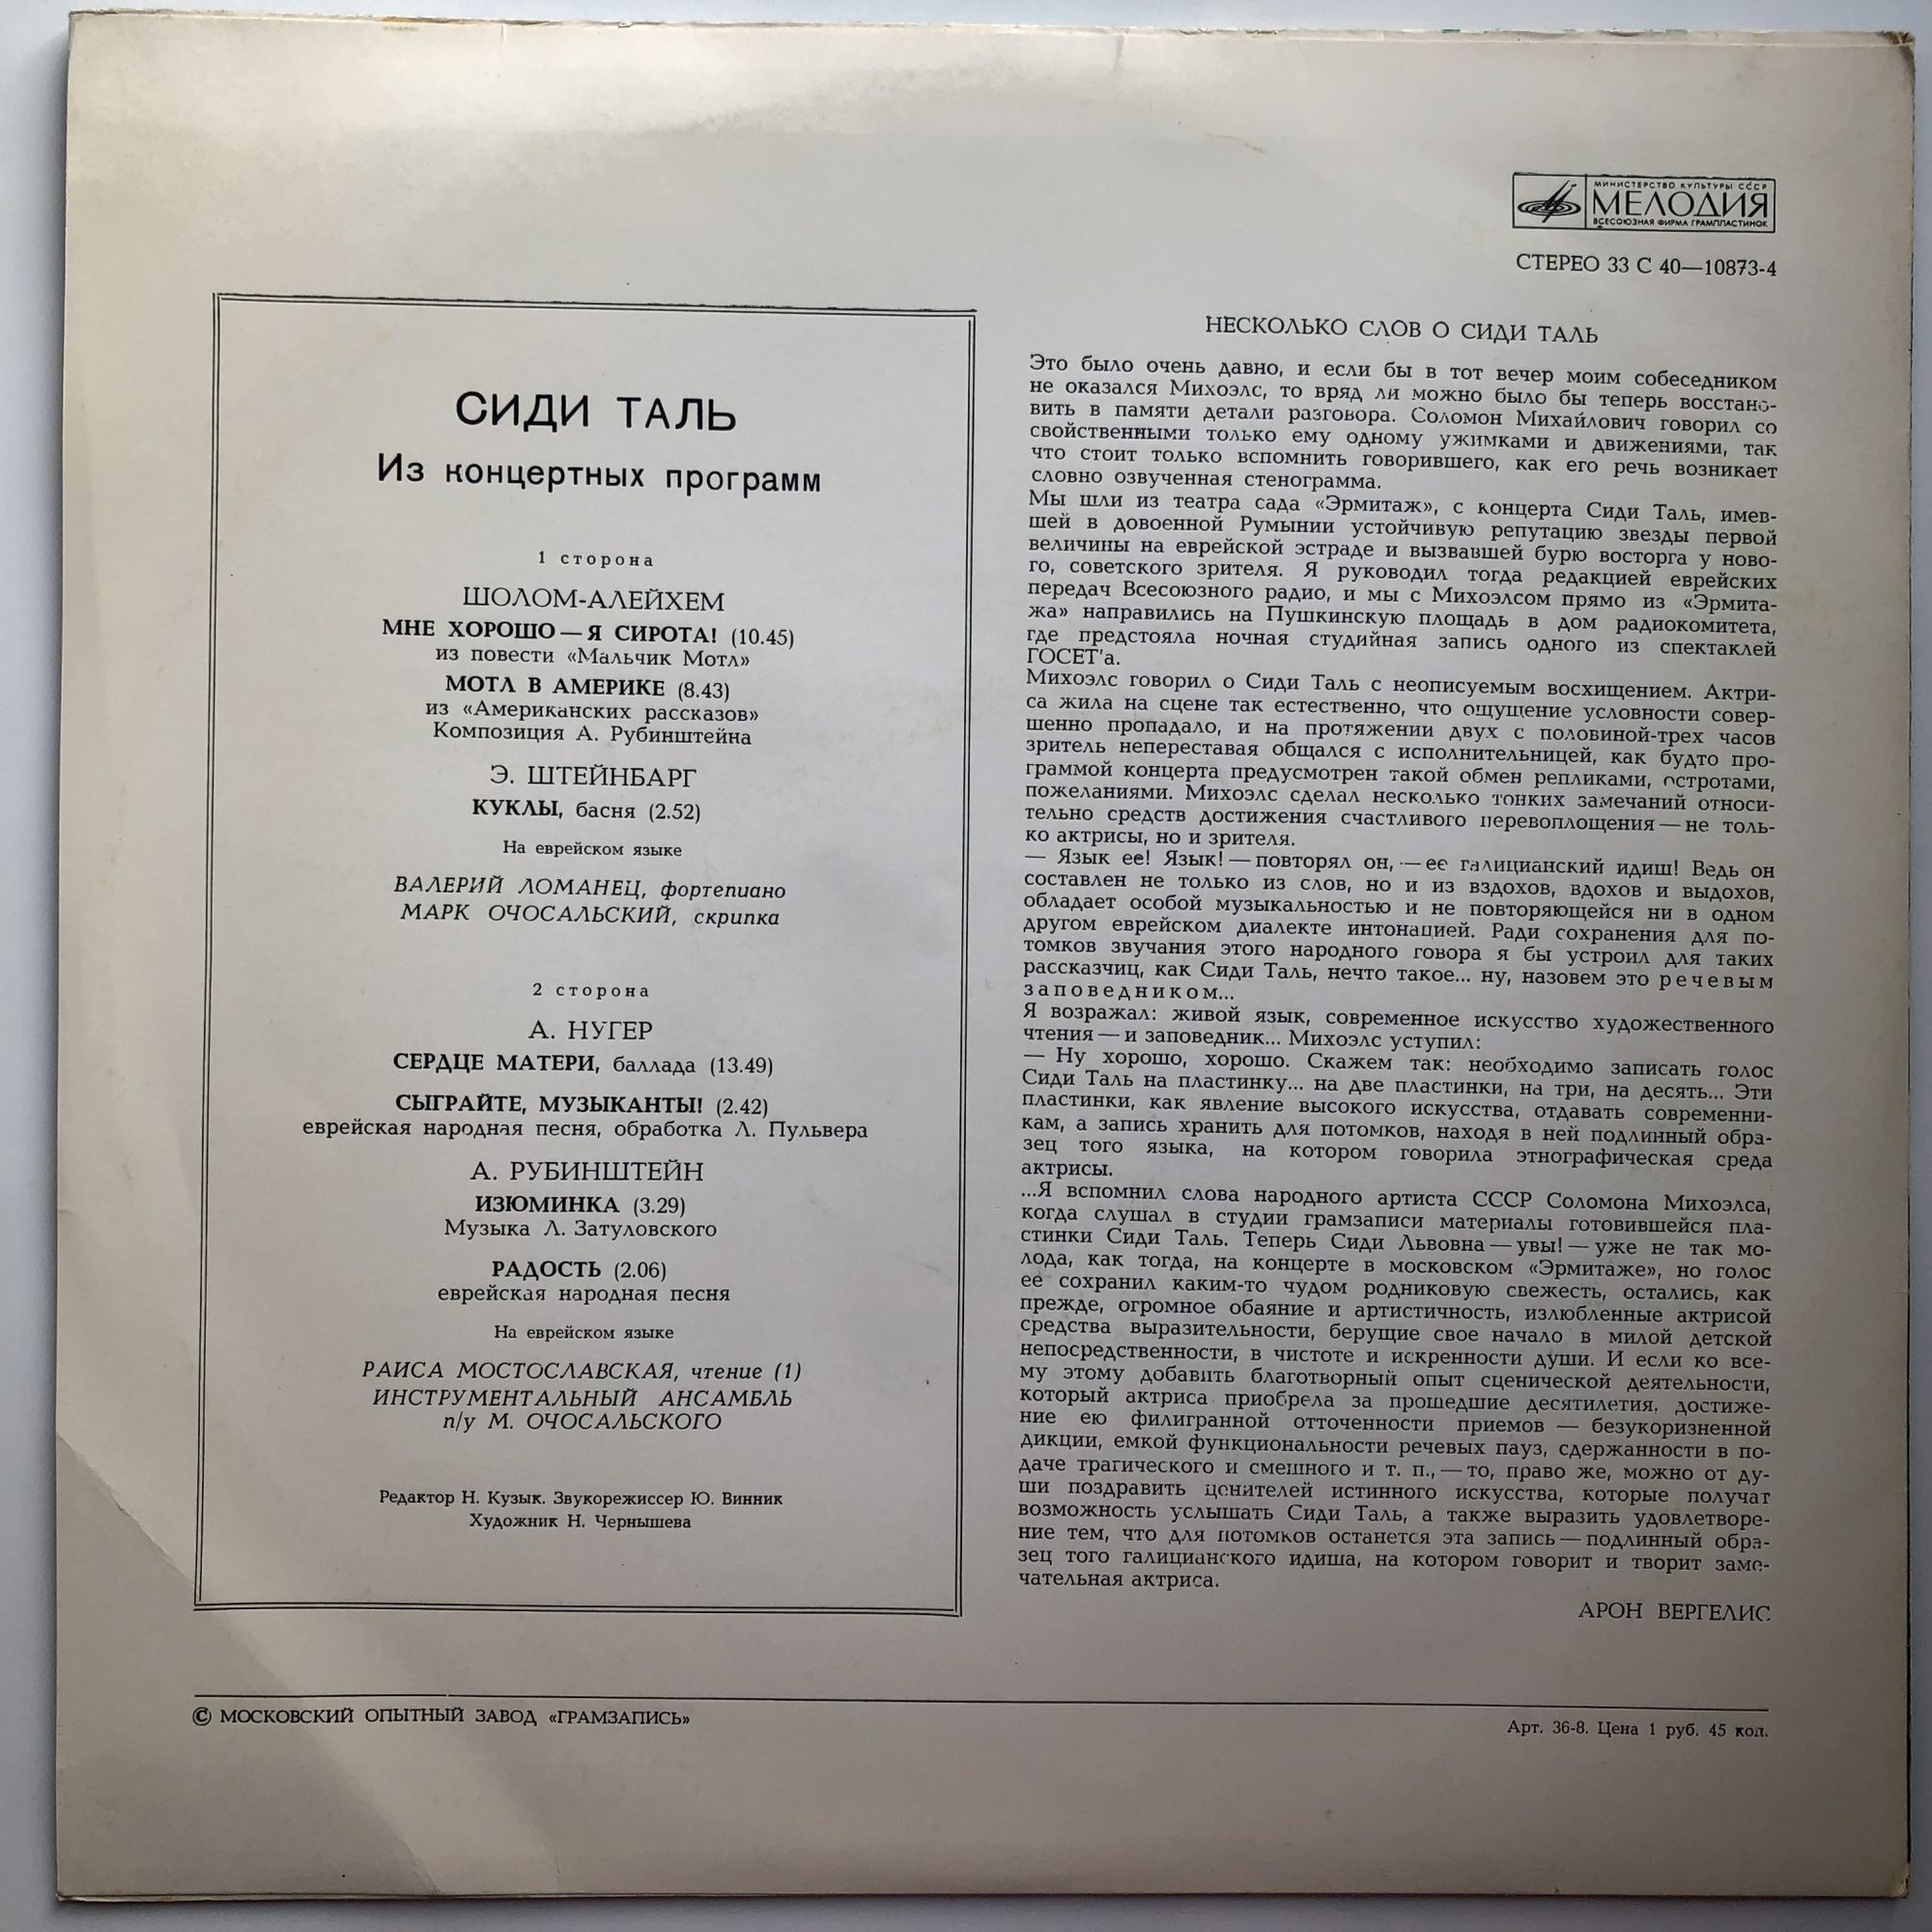 МИНИСТЕРСТВО КУЛЬТУРЫ СССР
МЕЛОДИЯ
ВСЕСОЮЗНАЯ ФИРМА ГРАМПЛАСТИНОК
СТЕРЕО 33 С 40—10873-4
СИДИ ТАЛЬ
Из концертных программ
1 сторона
ШОЛОМ-АЛЕЙХЕМ
МНЕ ХОРОШО — Я СИРОТА! (10.45)
из повести «Мальчик Мотл»
МОТЛ В АМЕРИКЕ (8.43)
из «Американских рассказов»
Композиция А. Рубинштейна
Э. ШТЕЙНБАРГ
КУКЛЫ, басня (2.52)
На еврейском языке
ВАЛЕРИЙ ЛОМАНЕЦ, фортепиано
МАРК ОЧОСАЛЬСКИЙ, скрипка
2 сторона
А. НУГЕР
СЕРДЦЕ МАТЕРИ, баллада (13.49)
СЫГРАЙТЕ, МУЗЫКАНТЫ! (2.42)
еврейская народная песня, обработка Л. Пульвера
А. РУБИНШТЕЙН
ИЗЮМИНКА (3.29)
Музыка Л. Затуловского
РАДОСТЬ (2.06)
еврейская народная песня
На еврейском языке
РАИСА МОСТОСЛАВСКАЯ, чтение (1)
ИНСТРУМЕНТАЛЬНЫЙ АНСАМБЛЬ
п/у М. ОЧОСАЛЬСКОГО
Редактор Н. Кузык. Звукорежиссер Ю. Винник
Художник Н. Чернышева
НЕСКОЛЬКО СЛОВ О СИДИ ТАЛЬ
Это было очень давно, и если бы в тот вечер моим собеседником
не оказался Михоэлс, то вряд ли можно было бы теперь восстано-
вить в памяти детали разговора. Соломон Михайлович говорил со
свойственными только ему одному ужимками и движениями, так
что стоит только вспомнить говорившего, как его речь возникает
словно озвученная стенограмма.
Мы шли из театра сада «Эрмитаж», с концерта Сиди Таль, имев-
шей в довоенной Румынии устойчивую репутацию звезды первой
величины на еврейской эстраде и вызвавшей бурю восторга у ново-
го, советского зрителя. Я руководил тогда редакцией еврейских
передач Всесоюзного радио, и мы с Михоэлсом прямо из «Эрмита-
жа» направились на Пушкинскую площадь в дом радиокомитета,
где предстояла ночная студийная запись одного из спектаклей
ГОСЕТ'а.
Михоэлс говорил о Сиди Таль с неописуемым восхищением. Актри-
са жила на сцене так естественно, что ощущение условности совер-
шенно пропадало, и на протяжении двух с половиной-трех часов
зритель непереставая общался с исполнительницей, как будто про-
граммой концерта предусмотрен такой обмен репликами, остротами,
пожеланиями. Михоэлс сделал несколько тонких замечаний относи-
тельно средств достижения счастливого перевоплощения — не толь-
ко актрисы, но и зрителя.
— Язык ее! Язык! — повторял он, — ее галицианский идиш! Ведь он
составлен не только из слов, но и из вздохов, вдохов и выдохов,
обладает особой музыкальностью и не повторяющейся ни в одном
другом еврейском диалекте интонацией. Ради сохранения для по-
томков звучания этого народного говора я бы устроил для таких
рассказчиц, как Сиди Таль, нечто такое... ну, назовем это речевым
заповедником...
Я возражал: живой язык, современное искусство художественного
чтения — и заповедник... Михоэлс уступил:
— Ну хорошо, хорошо. Скажем так: необходимо записать голос
Сиди Таль на пластинку... на две пластинки, на три, на десять... Эти
пластинки, как явление высокого искусства, отдавать современни-
кам, а запись хранить для потомков, находя в ней подлинный обра-
зец того языка, на котором говорила этнографическая среда
актрисы.
...Я вспомнил слова народного артиста СССР Соломона Михоэлса,
когда слушал в студии грамзаписи материалы готовившейся пла-
стинки Сиди Таль. Теперь Сиди Львовна — увы! — уже не так мо-
лода, как тогда, на концерте в московском «Эрмитаже», но голос
ее сохранил каким-то чудом родниковую свежесть, остались, как
прежде, огромное обаяние и артистичность, излюбленные актрисой
средства выразительности, берущие свое начало в милой детской
непосредственности, в чистоте и искренности души. И если ко все-
му этому добавить благотворный опыт сценической деятельности,
который актриса приобрела за прошедшие десятилетия, достиже-
ние ею филигранной отточенности приемов — безукоризненной
дикции, емкой функциональности речевых пауз, сдержанности в по-
даче трагического и смешного и т. п., — то, право же, можно от ду-
ши поздравить ценителей истинного искусства, которые получат
возможность услышать Сиди Таль, а также выразить удовлетворе-
ние тем, что для потомков останется эта запись — подлинный обра-
зец того галицианского идиша, на котором говорит и творит заме-
чательная актриса.
АРОН ВЕРГЕЛИС
© МОСКОВСКИЙ ОПЫТНЫЙ ЗАВОД «ГРАМЗАПИСЬ»
Арт. 36-8. Цена 1 руб. 45 коп.